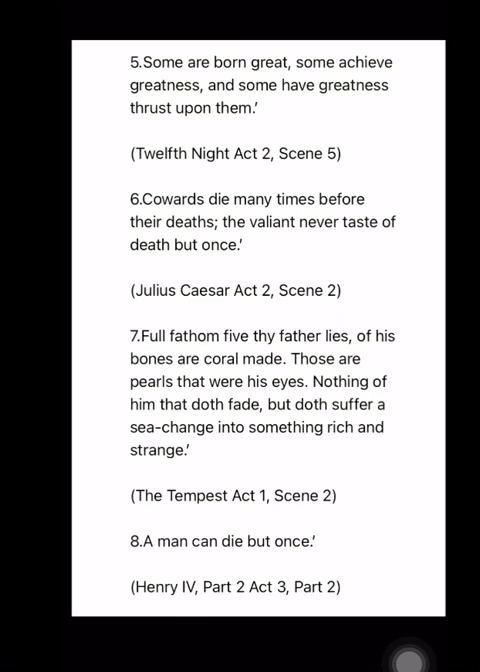 5.Some are born great, some achieve
greatness, and some have greatness
thrust upon them.’
(Twelfth Night Act 2, Scene 5)
6.Cowards die many times before
their deaths; the valiant never taste of
death but once.’
(Julius Caesar Act 2, Scene 2)
7.Full fathom five thy father lies, of his
bones are coral made. Those are
pearls that were his eyes. Nothing of
him that doth fade, but doth suffer a
sea-change into something rich and
strange.’
(The Tempest Act 1, Scene 2)
8.A man can die but once.’
(Henry IV, Part 2 Act 3, Part 2)